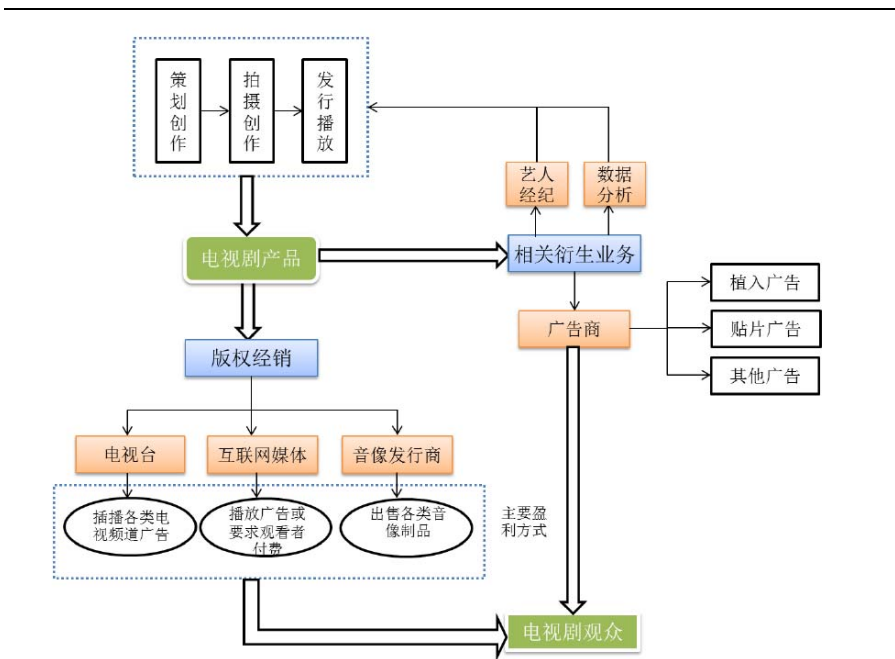 策划创作
拍摄创作
发行播放
艺人
经纪
数据
分析
电视剧产品
相关衍生业务
植入广告
广告商
贴片广告
版权经销
其他广告
电视台
互联网媒体
音像发行商
插播各类电
视频道广告
播放广告或
要求观看者
付费
出售各类音
像制品
主要盈
利方式
电视剧观众